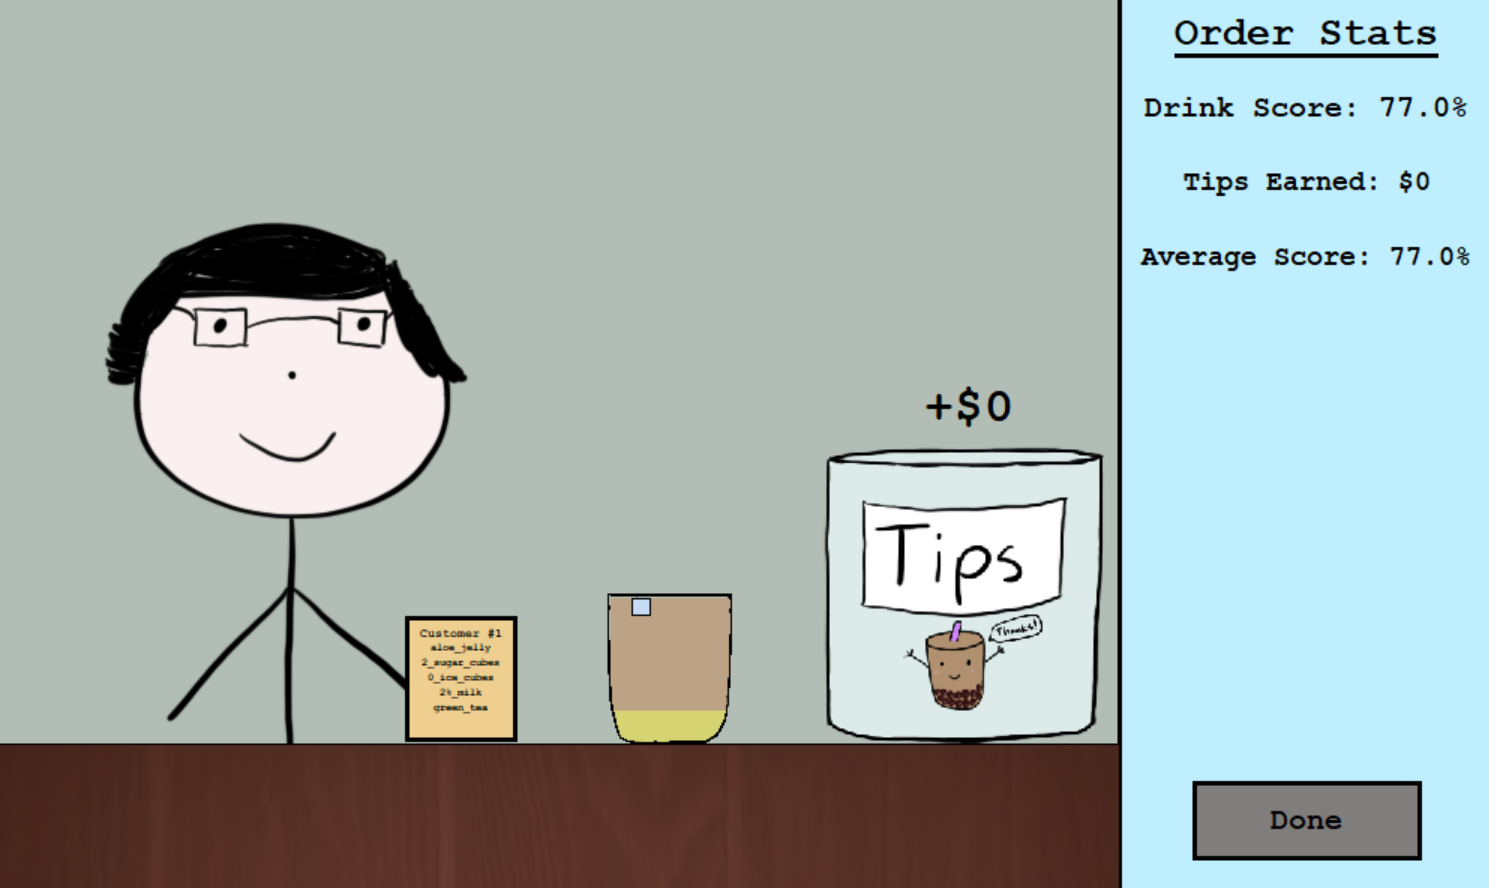 Order Stats
Drink Score: 77.0%
Tips Earned: $0
Average Score: 77.0%
+$0
Tips
Thanks!
Customer #1
aloe_jelly
2_sugar_cubes
0_ice_cubes
2%_milk
green_tea
Done